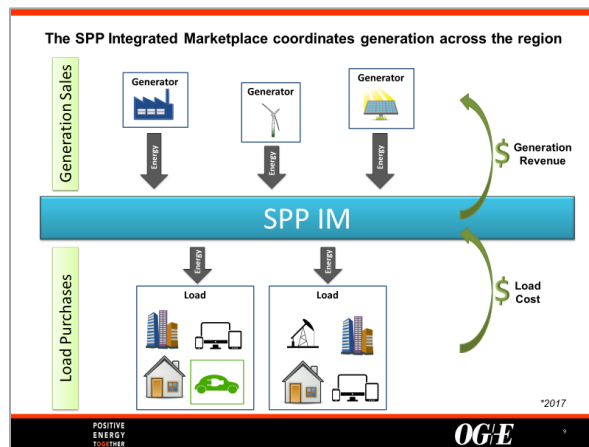 The SPP Integrated Marketplace coordinates generation across the region
Generation Sales
Generator
Generator
Generator
Energy
Energy
Energy
$ Generation
Revenue
SPP IM
Energy
Energy
Load Purchases
Load
Load
$ Load
Cost
*2017
POSITIVE
ENERGY
TOGETHER
OG/E
9